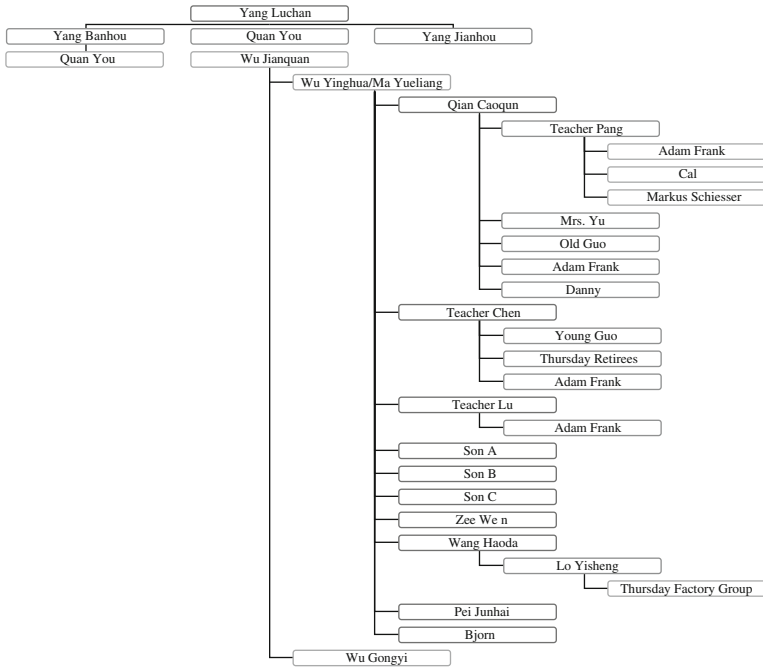 Yang Luchan
Yang Banhou
Quan You
Yang Jianhou
Quan You
Wu Jianquan
Wu Yinghua/Ma Yueliang
Qian Caoqun
Teacher Pang
Adam Frank
Cal
Markus Schiesser
Mrs. Yu
Old Guo
Adam Frank
Danny
Teacher Chen
Young Guo
Thursday Retirees
Adam Frank
Teacher Lu
Adam Frank
Son A
Son B
Son C
Zee We n
Wang Haoda
Lo Yisheng
Thursday Factory Group
Pei Junhai
Bjorn
Wu Gongyi